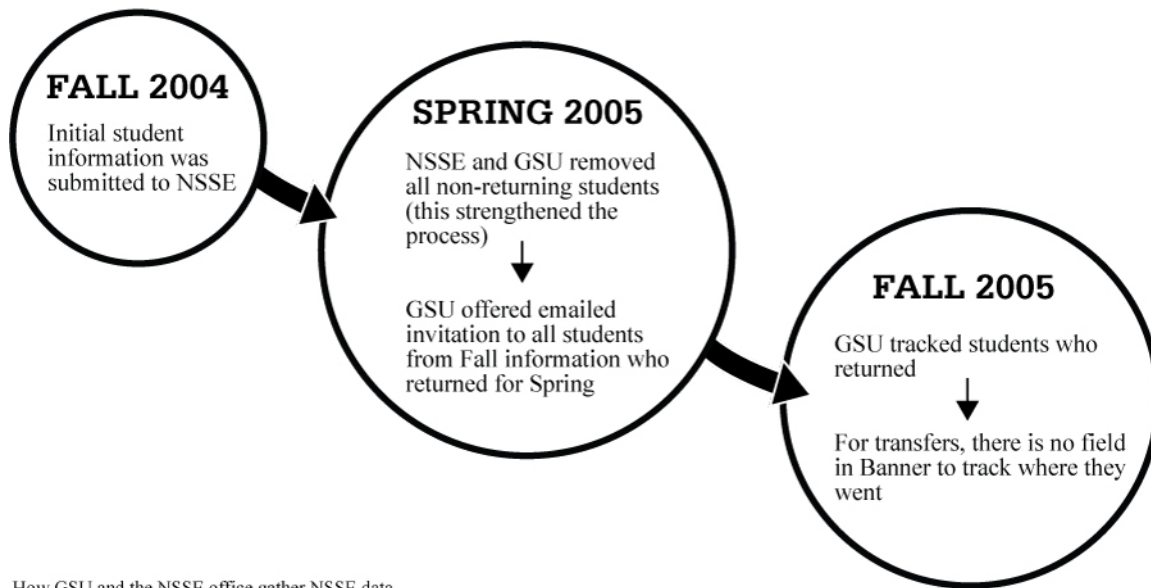 FALL 2004
Initial student
information was
submitted to NSSE
SPRING 2005
NSSE and GSU removed
all non-returning students
(this strengthened the
process)
GSU offered emailed
invitation to all students
from Fall information who
returned for Spring
FALL 2005
GSU tracked students who
returned
For transfers, there is no field
in Banner to track where they
went
How GSU and the NSSE office gather NSSE data